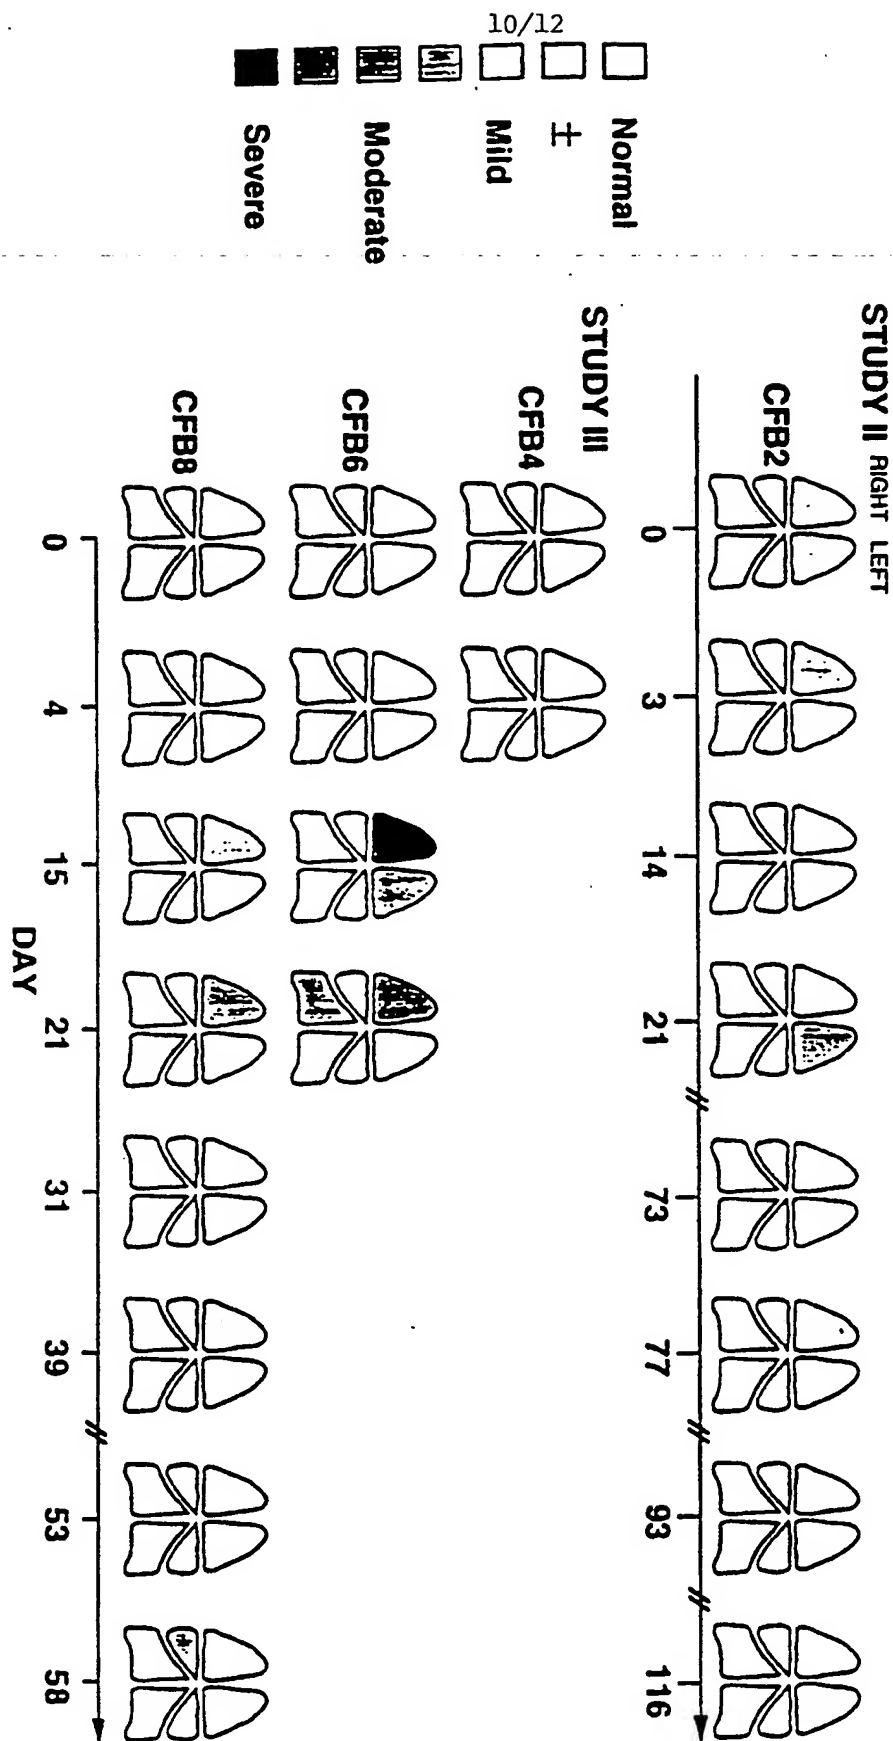 10/12
Normal
±
Mild
Moderate
Severe
STUDY II RIGHT LEFT
CFB2
0 3 14 21 73 77 93 116
STUDY III
CFB4
CFB6
CFB8
0 4 15 21 31 39 53 58
DAY